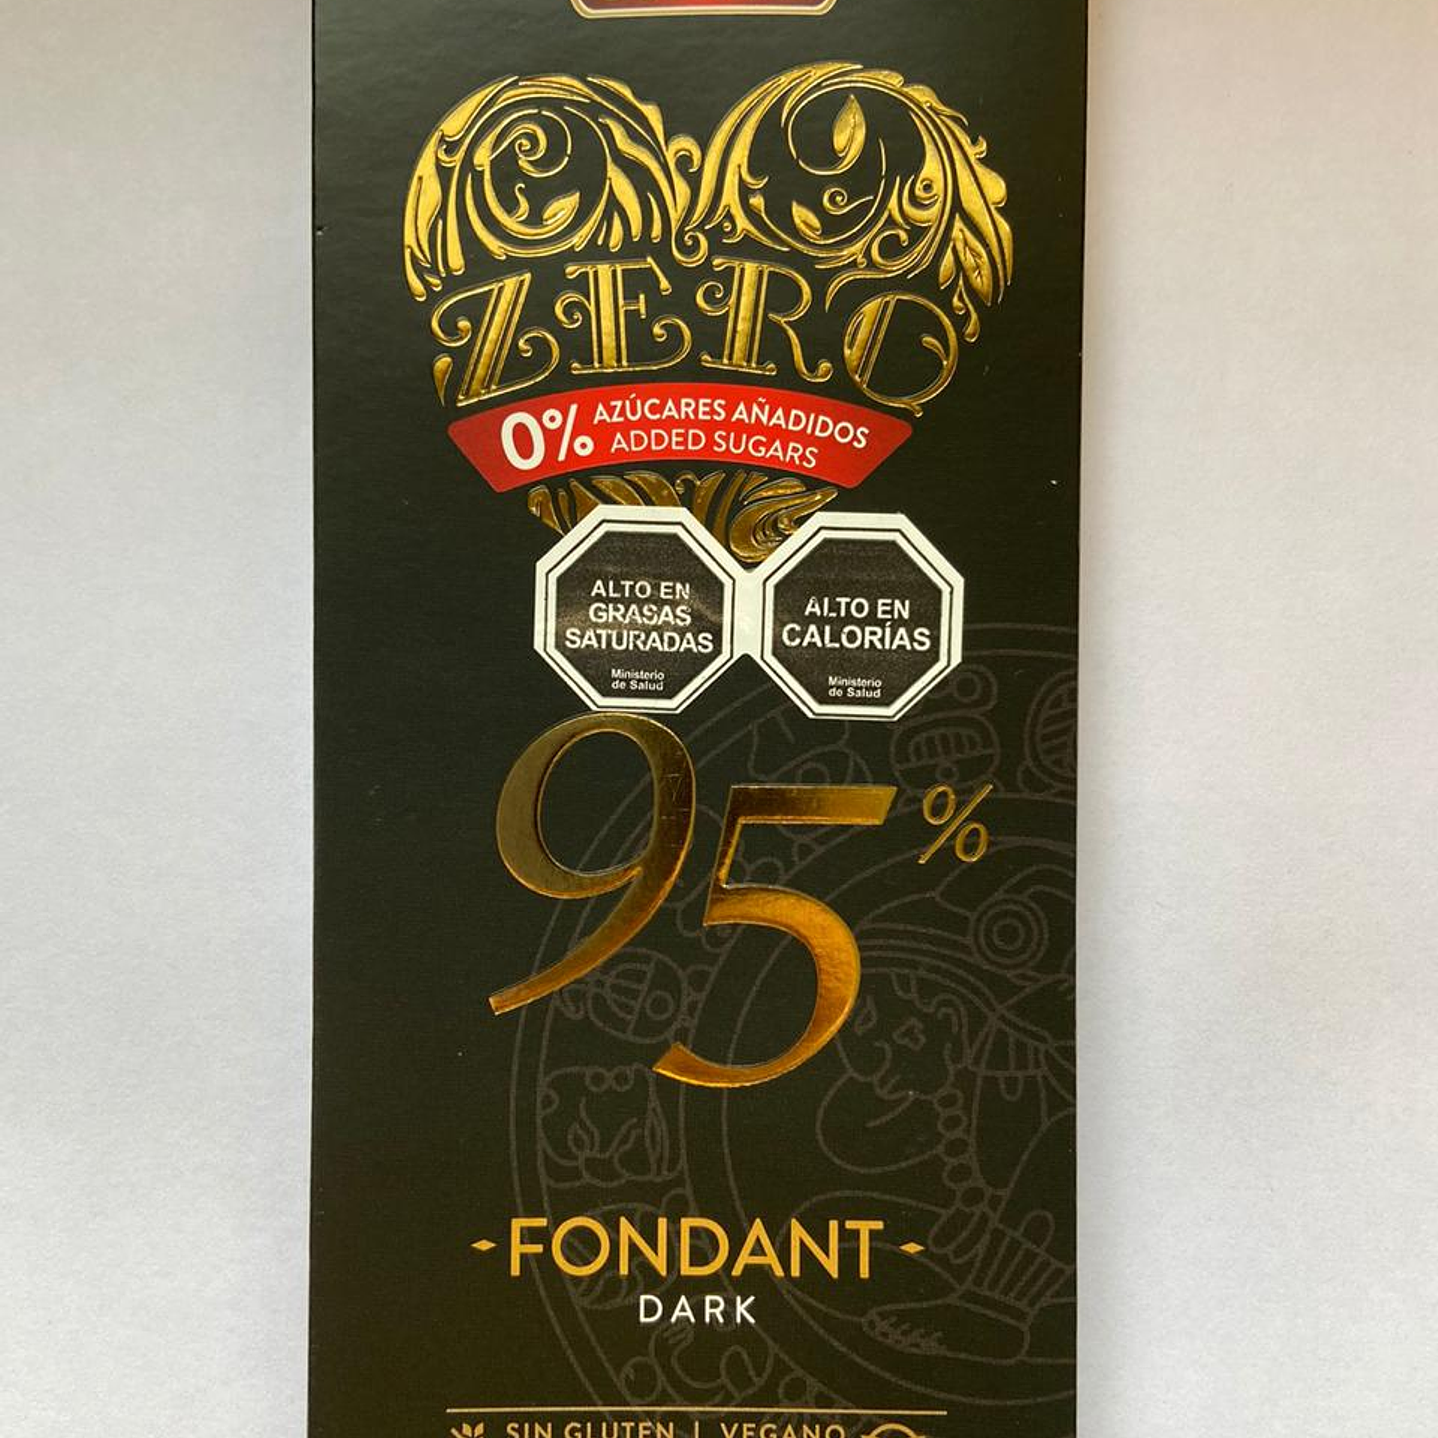 ZERO
0% AZÚCARES AÑADIDOS
ADDED SUGARS
ALTO EN
GRASAS
SATURADAS
Ministerio
de Salud
ALTO EN
CALORÍAS
Ministerio
de Salud
95%
FONDANT
DARK
SIN GLUTEN | VEGANO